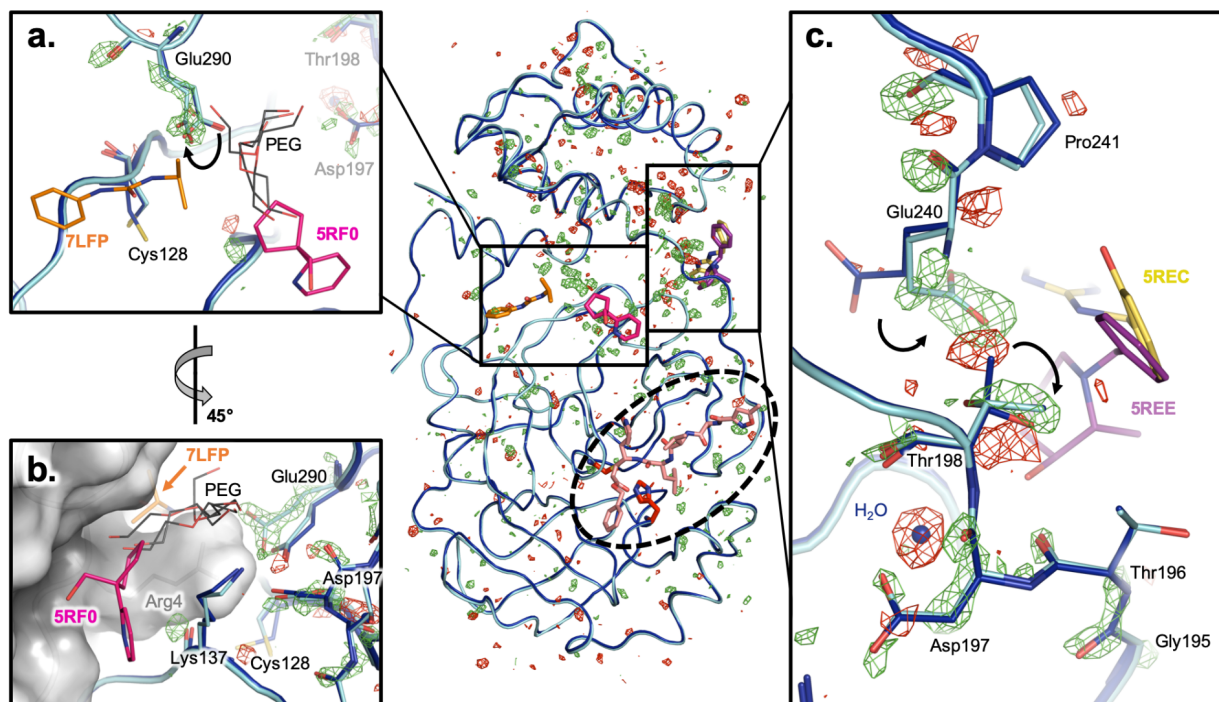 a.
Glu290
Thr198
PEG
Asp197
7LFP
Cys128
5RF0
45°
b.
7LFP
PEG
Glu290
Asp197
Arg4
5RF0
Lys137
Cys128
c.
Pro241
Glu240
5REC
5REE
Thr198
H₂O
Thr196
Asp197
Gly195